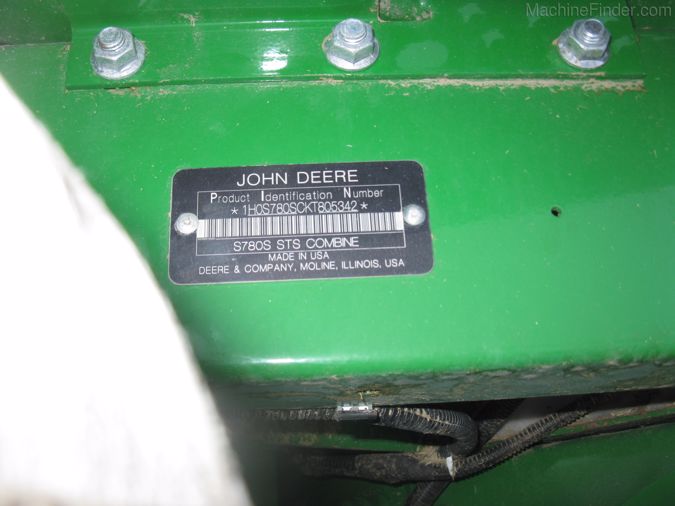 MachineFinder.com
JOHN DEERE
Product Identification Number
*1H0S780SCKT805342*
S780S STS COMBINE
MADE IN USA
DEERE & COMPANY, MOLINE, ILLINOIS, USA